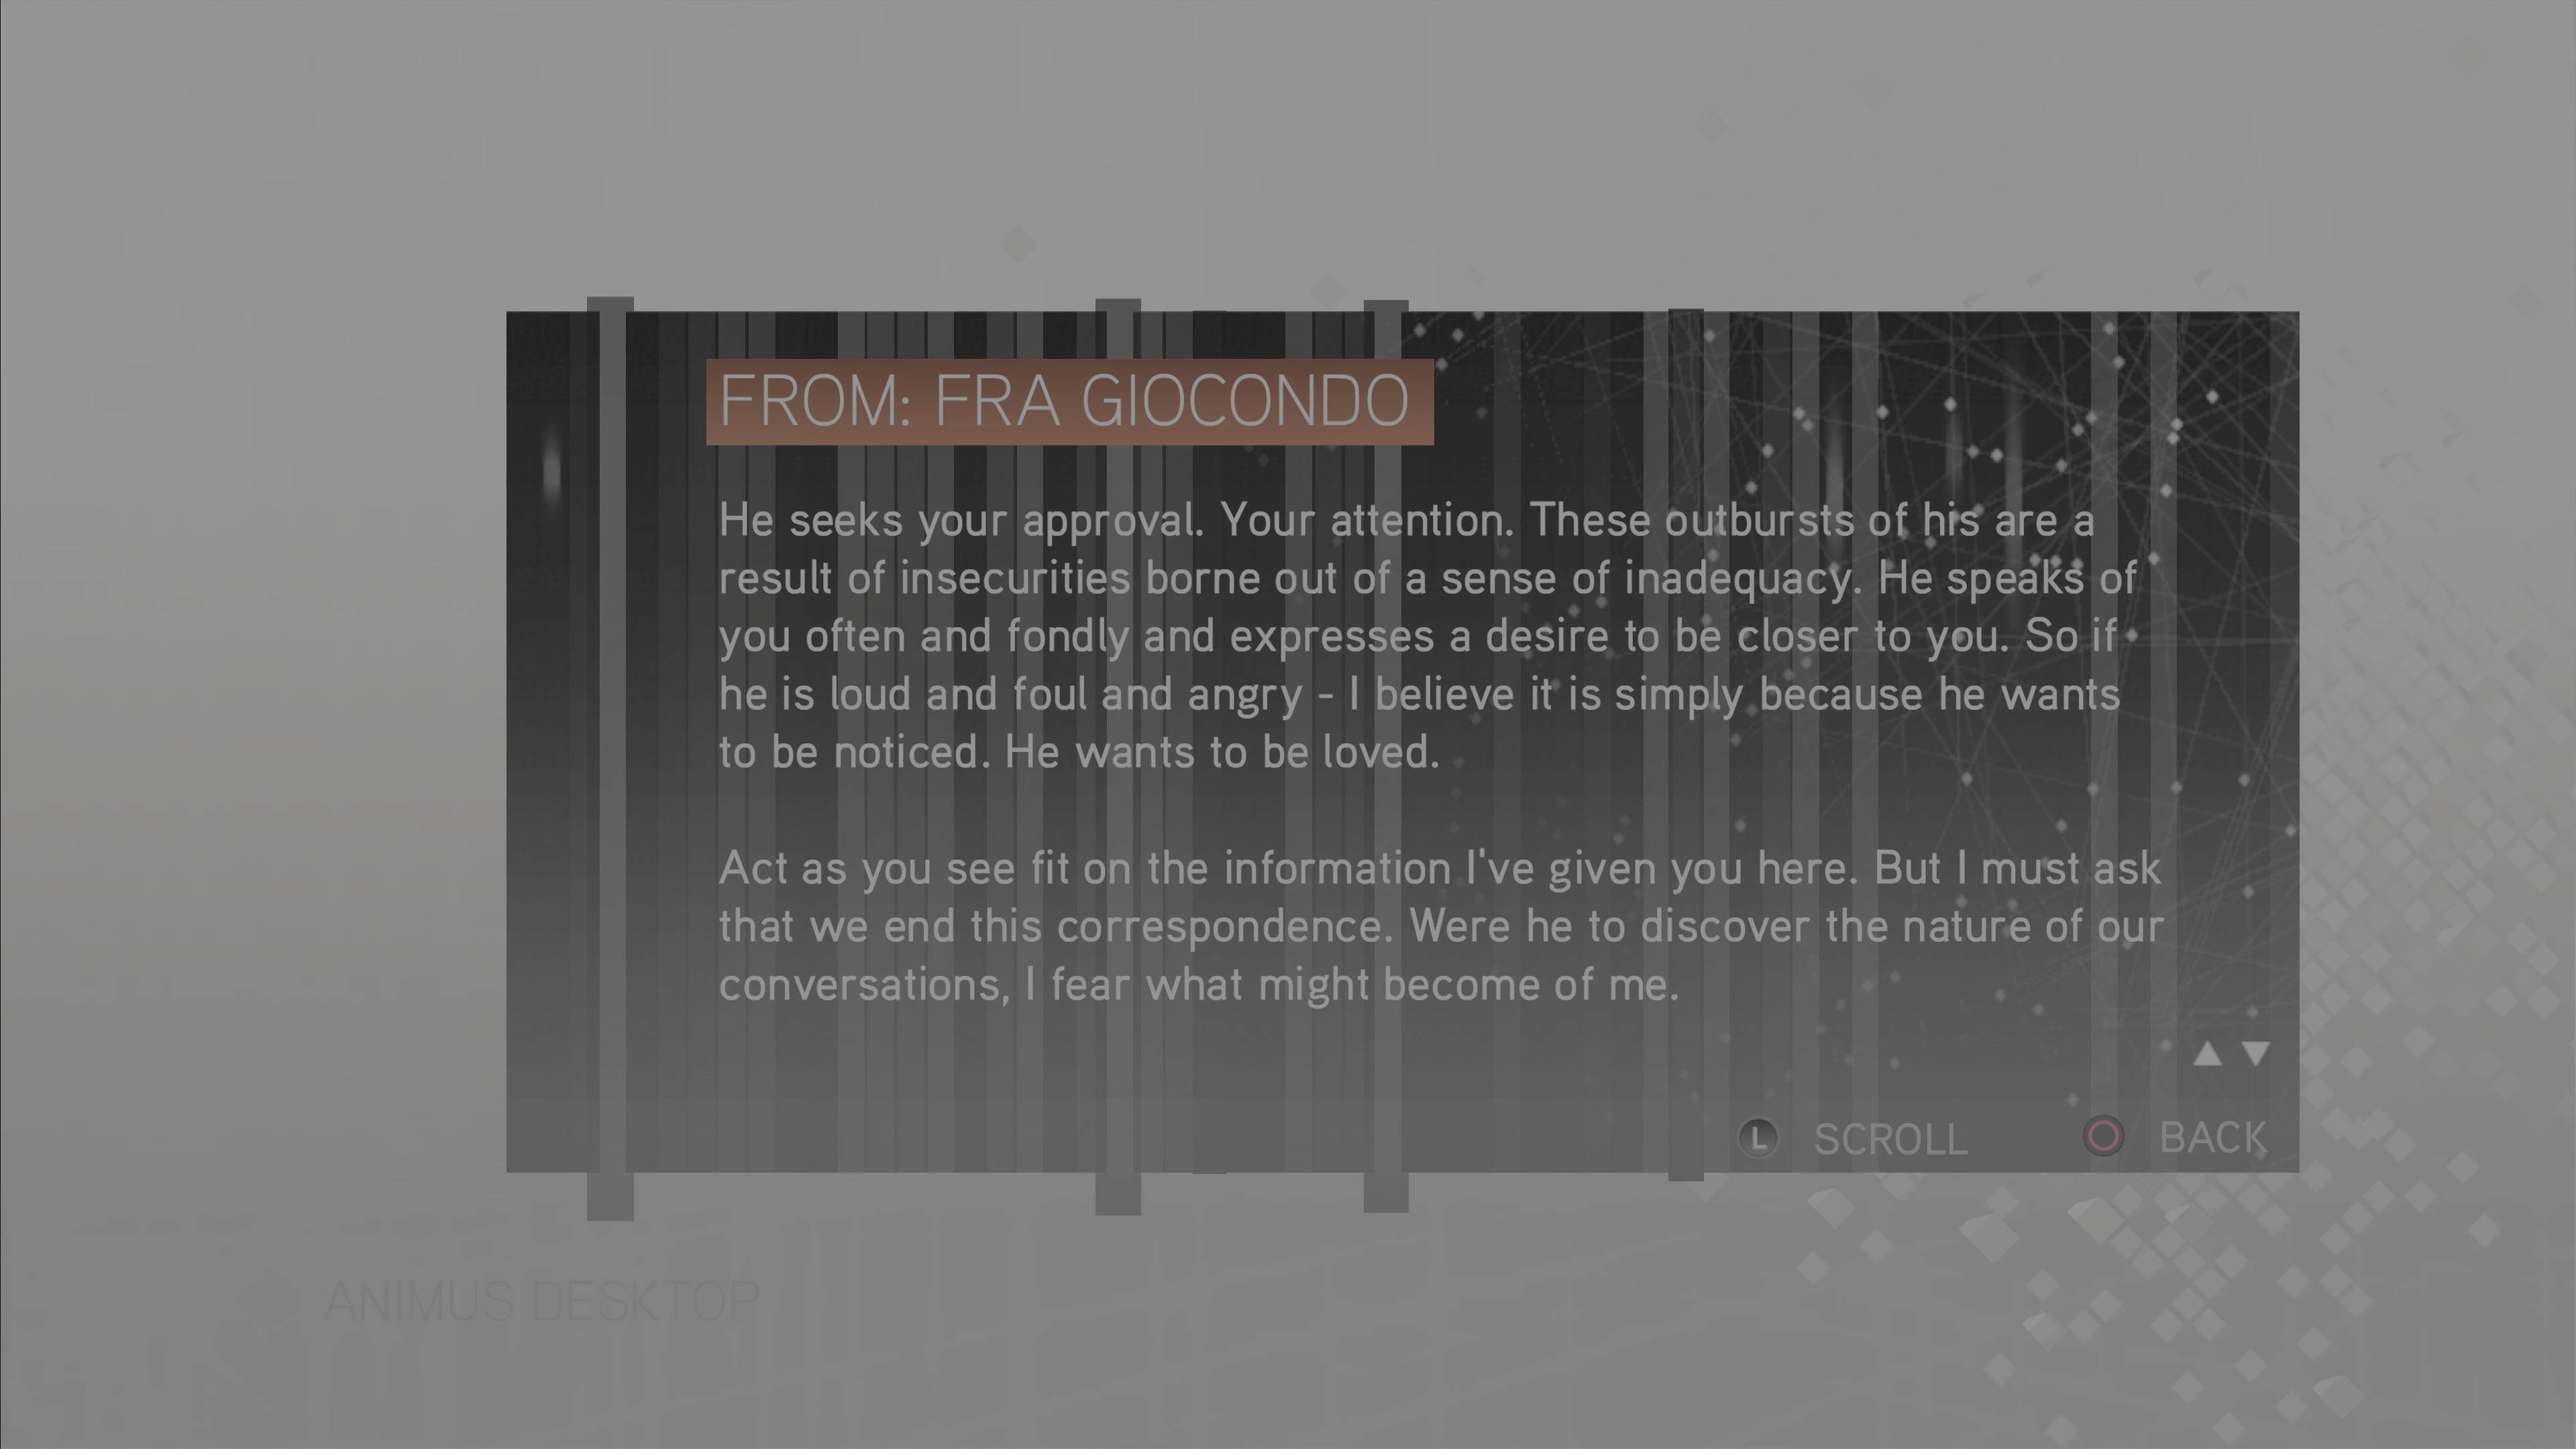 FROM: FRA GIOCONDO
He seeks your approval. Your attention. These outbursts of his are a
result of insecurities borne out of a sense of inadequacy. He speaks of
you often and fondly and expresses a desire to be closer to you. So if
he is loud and foul and angry - I believe it is simply because he wants
to be noticed. He wants to be loved.
Act as you see fit on the information I've given you here. But I must ask
that we end this correspondence. Were he to discover the nature of our
conversations, I fear what might become of me.
L SCROLL BACK
ANIMUS DESKTOP